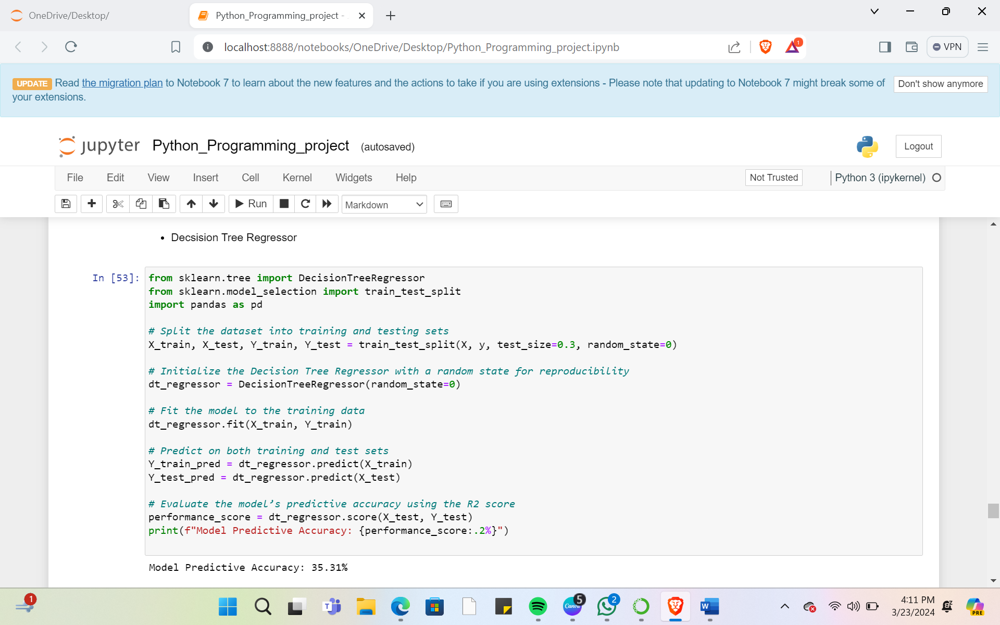 OneDrive/Desktop/
Python_Programming_project -
localhost:8888/notebooks/OneDrive/Desktop/Python_Programming_project.ipynb
1
VPN
UPDATE Read the migration plan to Notebook 7 to learn about the new features and the actions to take if you are using extensions - Please note that updating to Notebook 7 might break some of
your extensions.
Don't show anymore
jupyter Python_Programming_project (autosaved)
Logout
File Edit View Insert Cell Kernel Widgets Help
Not Trusted
Python 3 (ipykernel)
Run
Markdown
• Decsision Tree Regressor
In [53]:
from sklearn.tree import DecisionTreeRegressor
from sklearn.model_selection import train_test_split
import pandas as pd
# Split the dataset into training and testing sets
X_train, X_test, Y_train, Y_test = train_test_split(X, y, test_size=0.3, random_state=0)
# Initialize the Decision Tree Regressor with a random state for reproducibility
dt_regressor = DecisionTreeRegressor(random_state=0)
# Fit the model to the training data
dt_regressor.fit(X_train, Y_train)
# Predict on both training and test sets
Y_train_pred = dt_regressor.predict(X_train)
Y_test_pred = dt_regressor.predict(X_test)
# Evaluate the model’s predictive accuracy using the R2 score
performance_score = dt_regressor.score(X_test, Y_test)
print(f"Model Predictive Accuracy: {performance_score:.2%}")
Model Predictive Accuracy: 35.31%
1
T
Canva
5
2
W
4:11 PM
3/23/2024
PRE